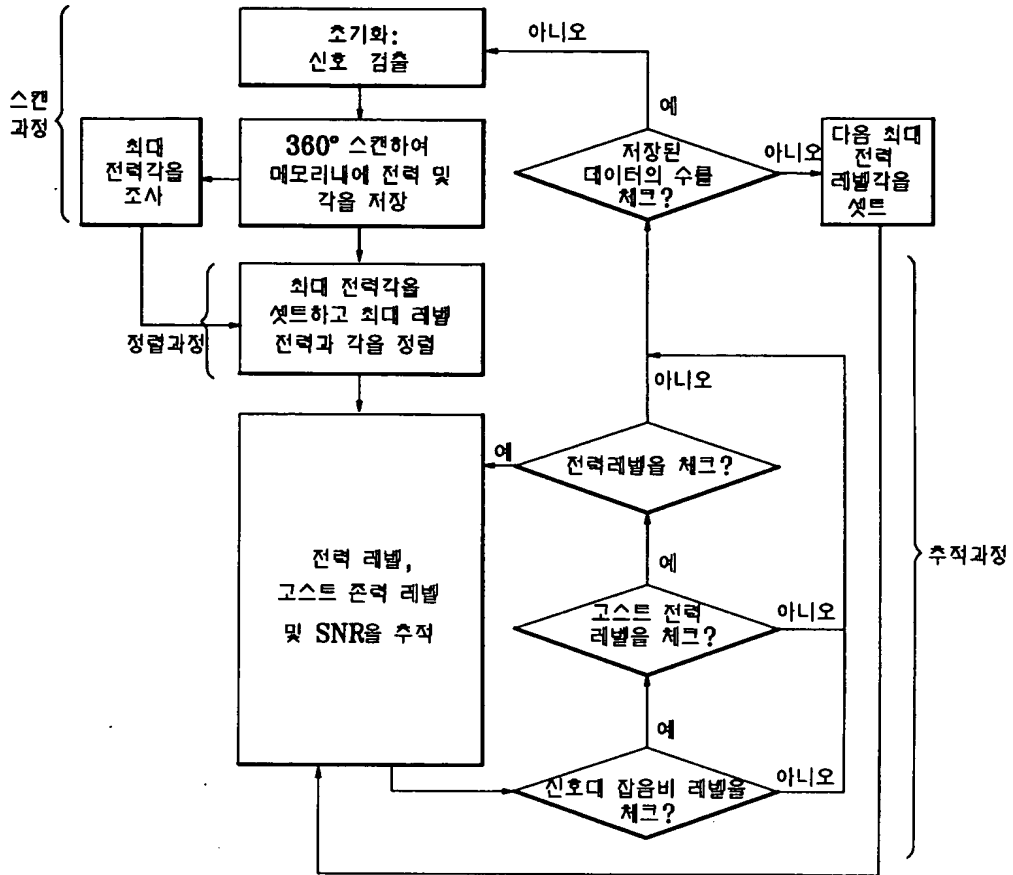 스캔
과정
초기화:
신호 검출
360° 스캔하여
메모리내에 전력 및
각을 저장
최대
전력각을
조사
정렬과정
최대 전력각을
셋트하고 최대 레벨
전력과 각을 정렬
전력 레벨,
고스트 존력 레벨
및 SNR을 추적
아니오
예
저장된
데이터의 수를
체크?
아니오
다음 최대
전력
레벨각을
셋트
아니오
예
전력레벨을 체크?
예
고스트 전력
레벨을 체크?
아니오
예
신호대 잡음비 레벨을
체크?
아니오
추적과정